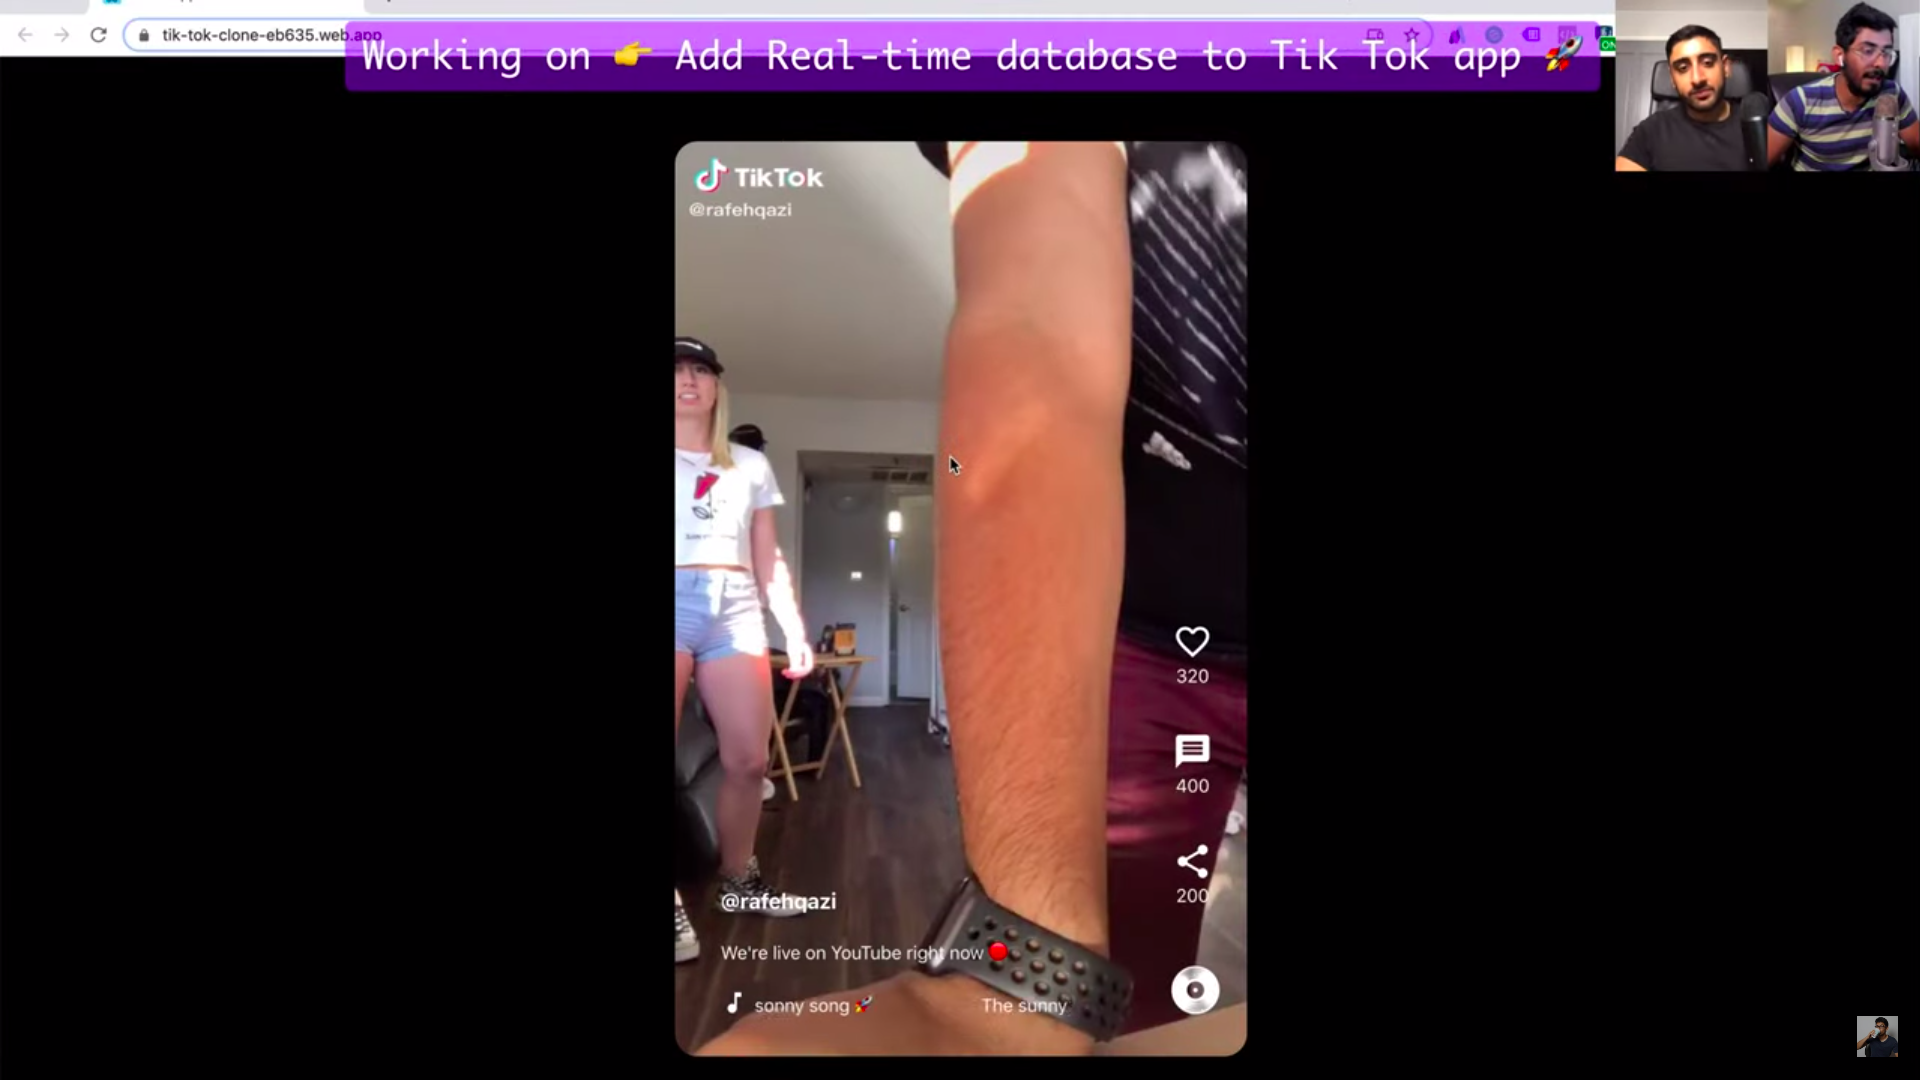 tik-tok-clone-eb635.web.app
Working on 👉 Add Real-time database to Tik Tok app 🚀
ON
TikTok
@rafehqazi
320
400
200
@rafehqazi
We're live on YouTube right now 🔴
sonny song 🚀 The sunny